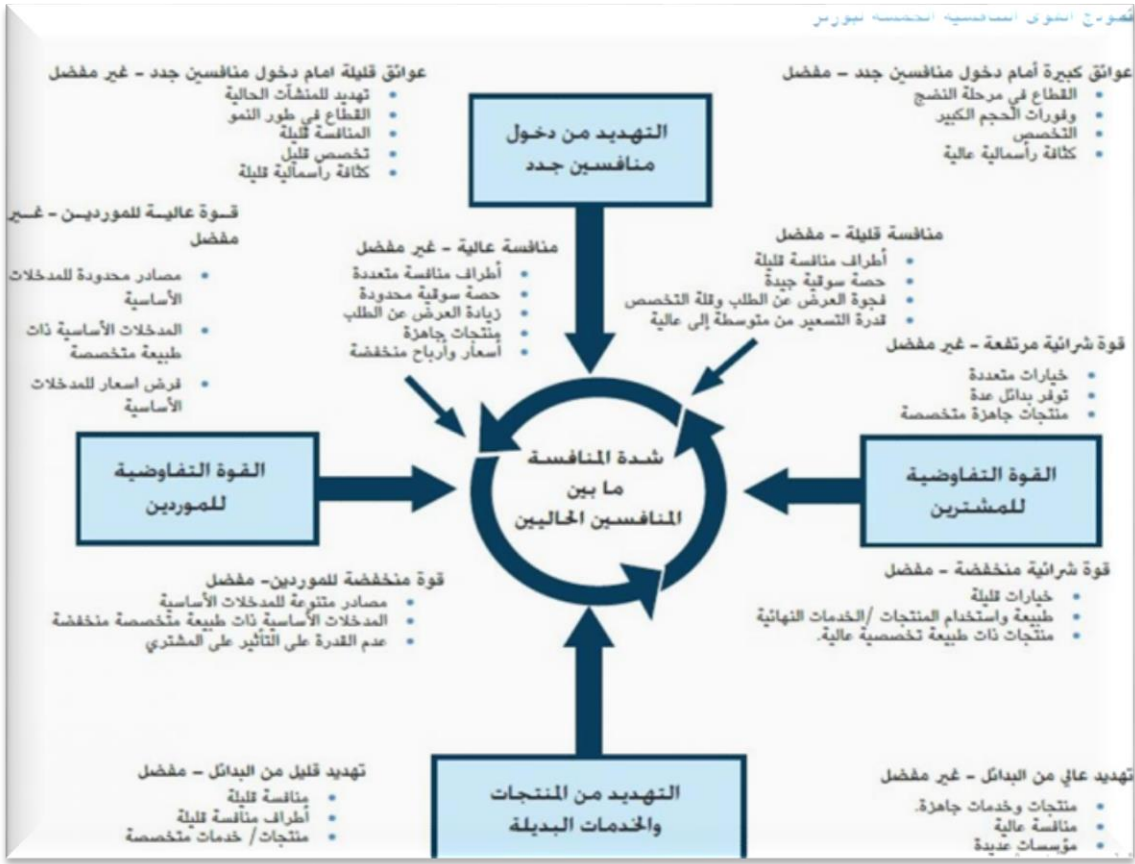 نموذج القوى التنافسية الخمسة لبورتر
عوائق كبيرة أمام دخول منافسين جدد – مفضل
القطاع في مرحلة النضج
وفورات الحجم الكبير
التخصص
كثافة رأسمالية عالية
التهديد من دخول
منافسين جدد
عوائق قليلة امام دخول منافسين جدد – غير مفضل
تهديد للمنشآت الحالية
القطاع في طور النمو
المنافسة قليلة
تخصص قليل
كثافة رأسمالية قليلة
منافسة قليلة – مفضل
أطراف منافسة قليلة
حصة سوقية جيدة
فجوة العرض عن الطلب وقلة التخصص
قدرة التسعير من متوسطة إلى عالية
منافسة عالية – غير مفضل
أطراف منافسة متعددة
حصة سوقية محدودة
زيادة العرض عن الطلب
منتجات جاهزة
أسعار وأرباح منخفضة
قوة عالية للموردين – غير
مفضل
مصادر محدودة للمدخلات
الأساسية
المدخلات الأساسية ذات
طبيعة متخصصة
فرض اسعار للمدخلات
الأساسية
قوة شرائية مرتفعة – غير مفضل
خيارات متعددة
توفر بدائل عدة
منتجات جاهزة متخصصة
القوة التفاوضية
للمشترين
شدة المنافسة
ما بين
المنافسين الحاليين
القوة التفاوضية
للموردين
قوة شرائية منخفضة – مفضل
خيارات قليلة
طبيعة واستخدام المنتجات /الخدمات النهائية
منتجات ذات طبيعة تخصصية عالية.
قوة منخفضة للموردين– مفضل
مصادر متنوعة للمدخلات الأساسية
المدخلات الأساسية ذات طبيعة متخصصة منخفضة
عدم القدرة على التأثير على المشتري
تهديد عالي من البدائل – غير مفضل
منتجات وخدمات جاهزة.
منافسة عالية
مؤسسات عديدة
التهديد من المنتجات
والخدمات البديلة
تهديد قليل من البدائل – مفضل
منافسة قليلة
أطراف منافسة قليلة
منتجات/ خدمات متخصصة